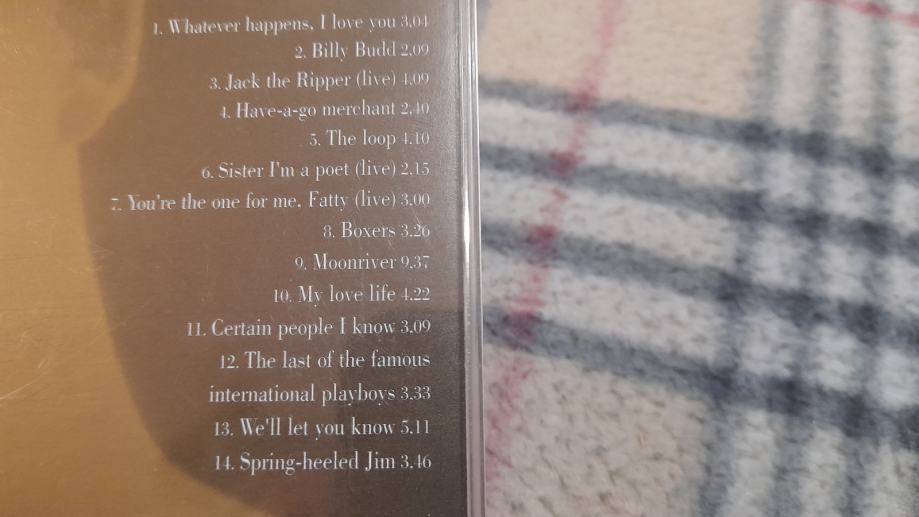 1. Whatever happens, I love you 3.04
2. Billy Budd 2.09
3. Jack the Ripper (live) 4.09
4. Have-a-go merchant 2.40
5. The loop 4.10
6. Sister I'm a poet (live) 2.15
7. You're the one for me, Fatty (live) 3.00
8. Boxers 3.26
9. Moonriver 9.37
10. My love life 4.22
11. Certain people I know 3.09
12. The last of the famous
international playboys 3.33
13. We'll let you know 5.11
14. Spring-heeled Jim 3.46